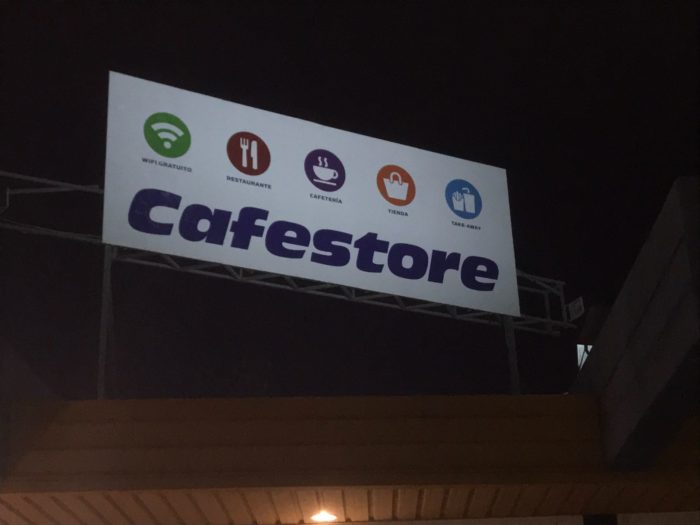 WIFI GRATUITO
RESTAURANTE
CAFETERÍA
TIENDA
TAKE-AWAY
Cafestore